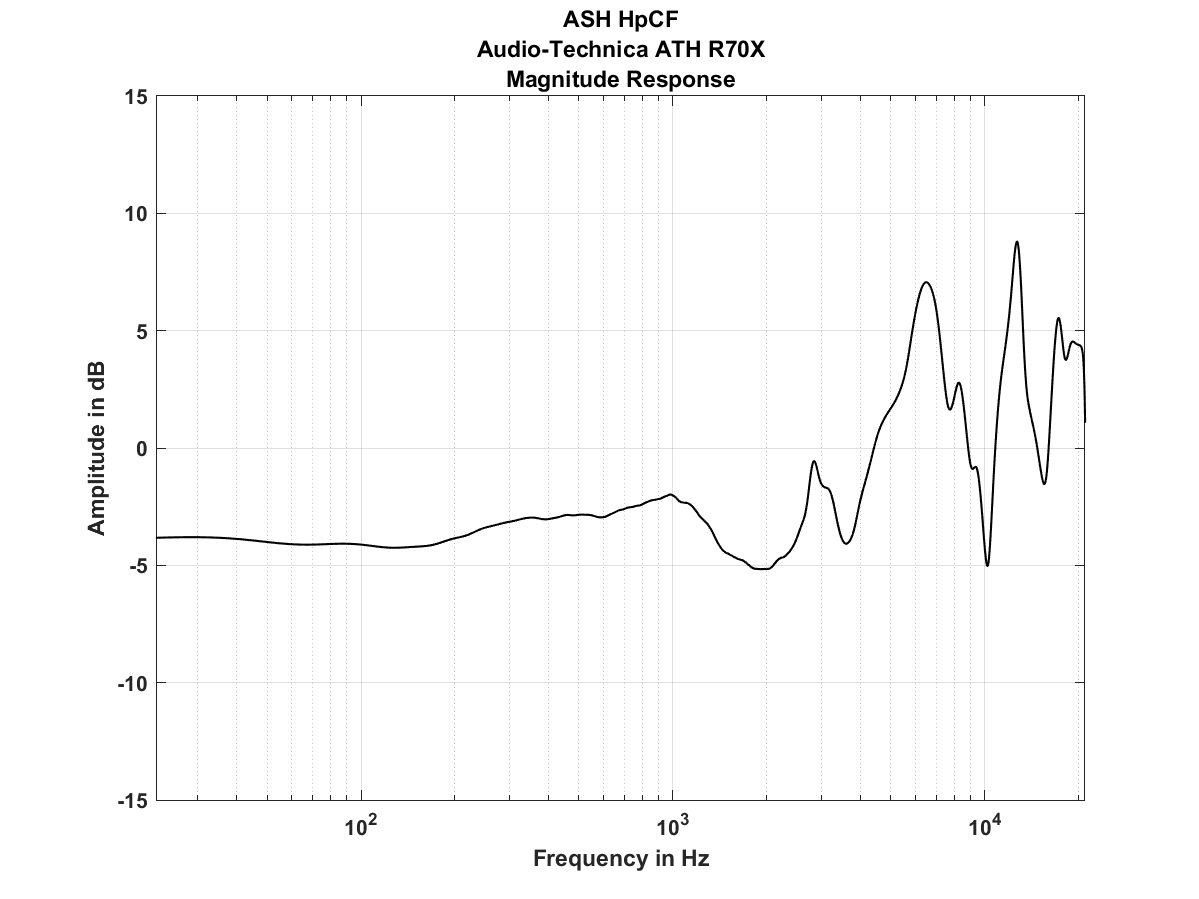 ASH HpCF
Audio-Technica ATH R70X
Magnitude Response
15
10
5
0
-5
-10
-15
Amplitude in dB
10²
10³
10⁴
Frequency in Hz